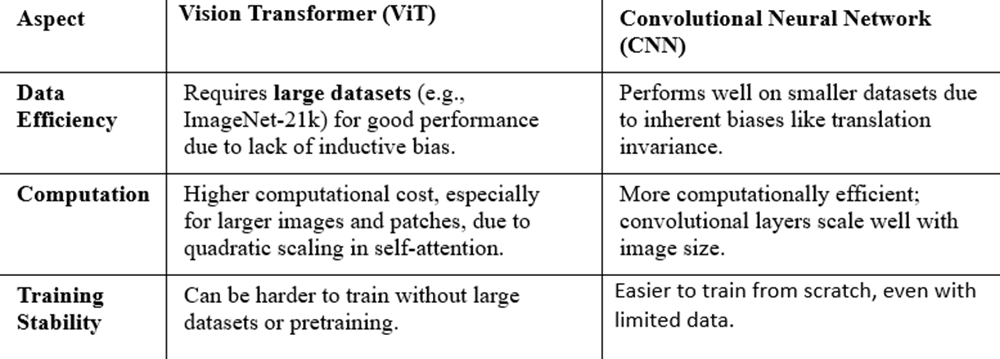 Aspect
Vision Transformer (ViT)
Convolutional Neural Network
(CNN)
Data
Efficiency
Requires large datasets (e.g.,
ImageNet-21k) for good performance
due to lack of inductive bias.
Performs well on smaller datasets due
to inherent biases like translation
invariance.
Computation
Higher computational cost, especially
for larger images and patches, due to
quadratic scaling in self-attention.
More computationally efficient;
convolutional layers scale well with
image size.
Training
Stability
Can be harder to train without large
datasets or pretraining.
Easier to train from scratch, even with
limited data.